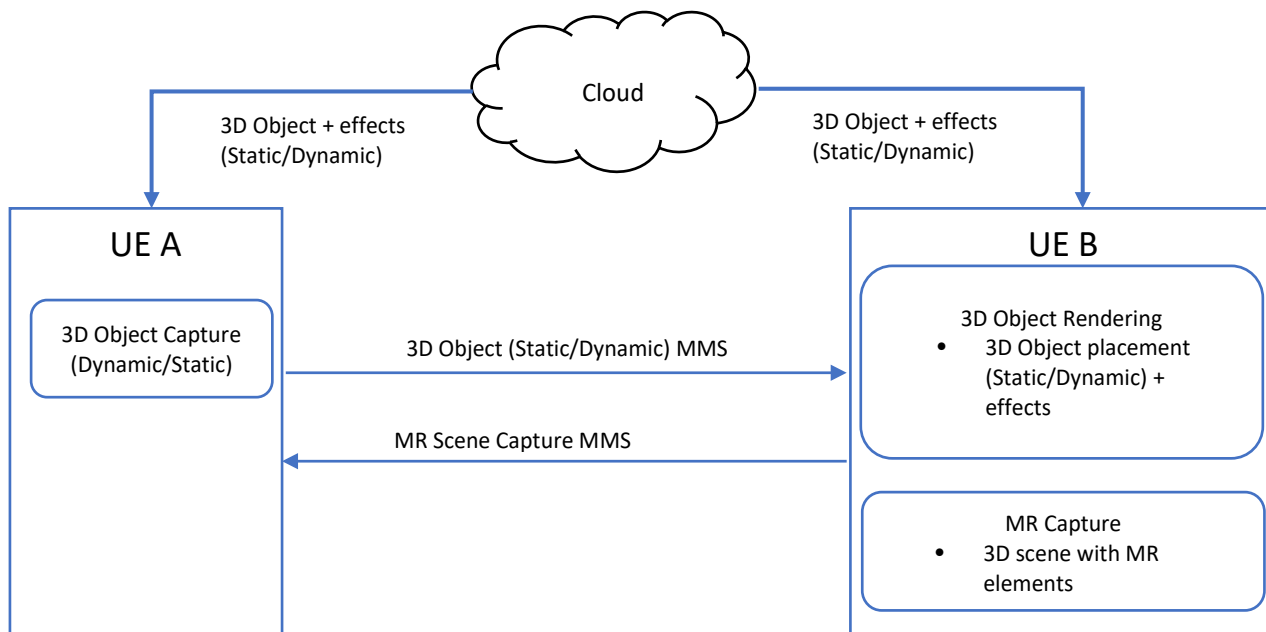 Cloud
3D Object + effects
(Static/Dynamic)
3D Object + effects
(Static/Dynamic)
UE A
3D Object Capture
(Dynamic/Static)
3D Object (Static/Dynamic) MMS
MR Scene Capture MMS
UE B
3D Object Rendering
• 3D Object placement
(Static/Dynamic) +
effects
MR Capture
• 3D scene with MR
elements